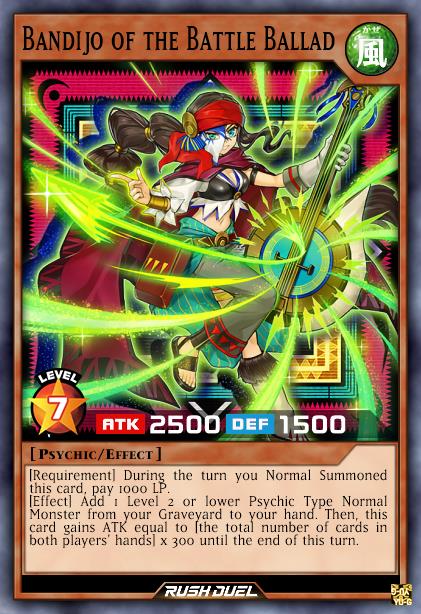 BANDIJO OF THE BATTLE BALLAD
かぜ
風
LEVEL
7
ATK 2500 DEF 1500
[ PSYCHIC/EFFECT ]
[Requirement] During the turn you Normal Summoned
this card, pay 1000 LP.
[Effect] Add 1 Level 2 or lower Psychic Type Normal
Monster from your Graveyard to your hand. Then, this
card gains ATK equal to [the total number of cards in
both players' hands] x 300 until the end of this turn.
RUSH DUEL